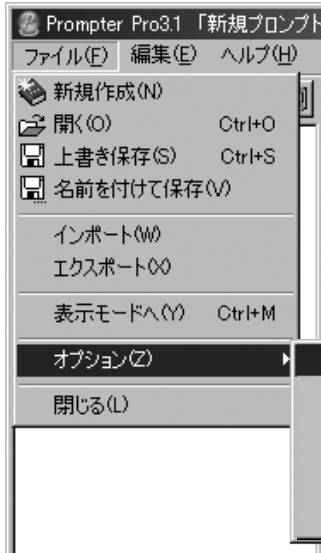 Prompter Pro3.1 「新規プロンプト
ファイル(F) 編集(E) ヘルプ(H)
新規作成(N)
開く(O) Ctrl+O
上書き保存(S) Ctrl+S
名前を付けて保存(V)
インポート(W)
エクスポート(X)
表示モードへ(Y) Ctrl+M
オプション(Z)
閉じる(L)